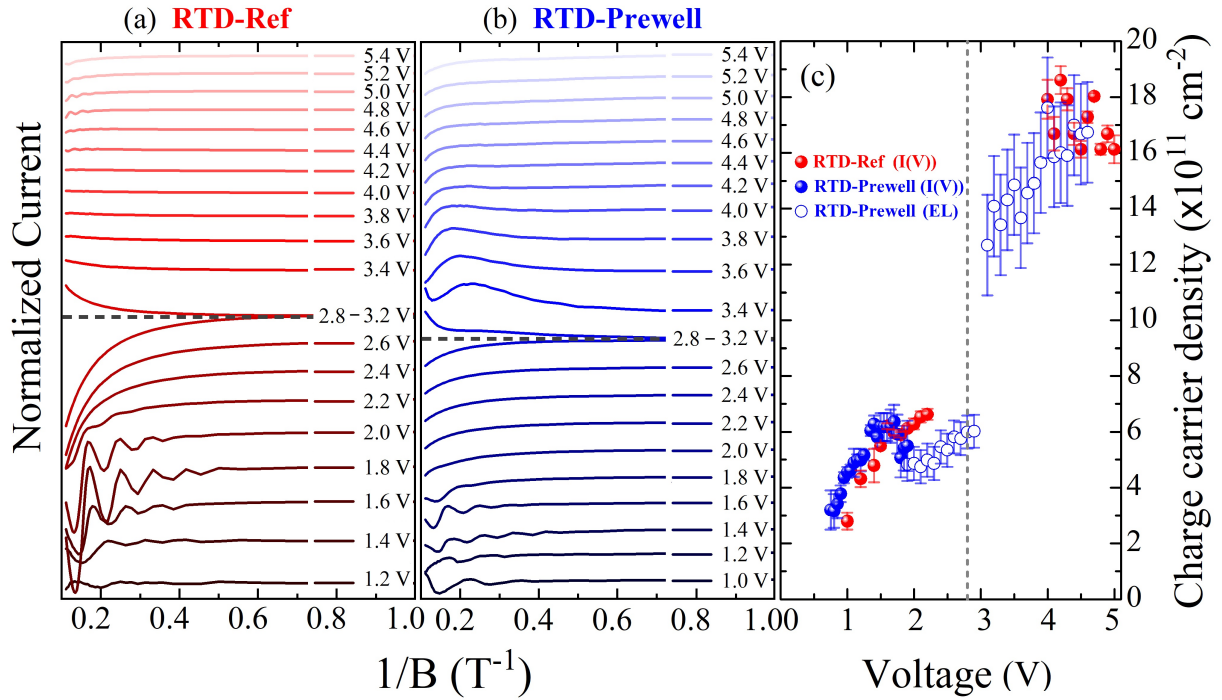 (a) RTD-Ref
(b) RTD-Prewell
5.4 V
5.2 V
5.0 V
4.8 V
4.6 V
4.4 V
4.2 V
4.0 V
3.8 V
3.6 V
3.4 V
2.8 – 3.2 V
2.6 V
2.4 V
2.2 V
2.0 V
1.8 V
1.6 V
1.4 V
1.2 V
Normalized Current
0.2 0.4 0.6 0.8 1.0
5.4 V
5.2 V
5.0 V
4.8 V
4.6 V
4.4 V
4.2 V
4.0 V
3.8 V
3.6 V
3.4 V
2.8 – 3.2 V
2.6 V
2.4 V
2.2 V
2.0 V
1.8 V
1.6 V
1.4 V
1.2 V
1.0 V
0.2 0.4 0.6 0.8 1.0
1/B (T⁻¹)
(c)
RTD-Ref (I(V))
RTD-Prewell (I(V))
RTD-Prewell (EL)
20
18
16
14
12
10
8
6
4
2
0
Charge carrier density (x10¹¹ cm⁻²)
1 2 3 4 5
Voltage (V)